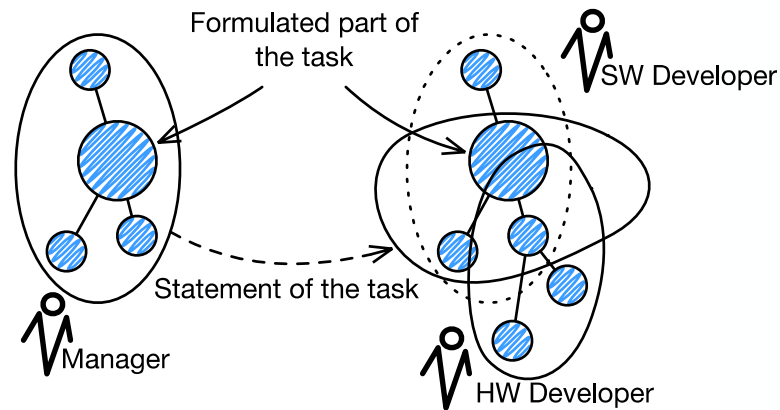 Formulated part of
the task
SW Developer
Statement of the task
Manager
HW Developer